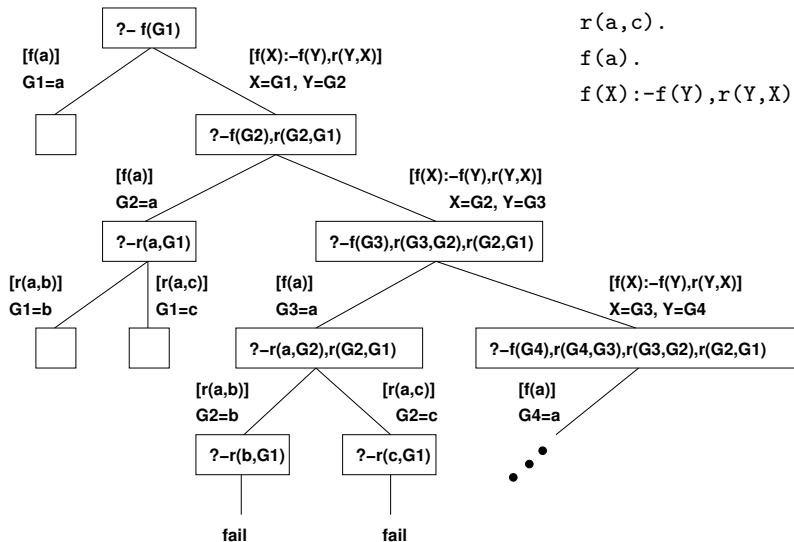 r(a,c).
f(a).
f(X):-f(Y),r(Y,X)
?– f(G1)
[f(a)]
G1=a
[f(X):–f(Y),r(Y,X)]
X=G1, Y=G2
?–f(G2),r(G2,G1)
[f(a)]
G2=a
[f(X):–f(Y),r(Y,X)]
X=G2, Y=G3
?–r(a,G1)
?–f(G3),r(G3,G2),r(G2,G1)
[r(a,b)]
G1=b
[r(a,c)]
G1=c
[f(a)]
G3=a
[f(X):–f(Y),r(Y,X)]
X=G3, Y=G4
?–r(a,G2),r(G2,G1)
?–f(G4),r(G4,G3),r(G3,G2),r(G2,G1)
[r(a,b)]
G2=b
[r(a,c)]
G2=c
[f(a)]
G4=a
?–r(b,G1)
?–r(c,G1)
fail
fail